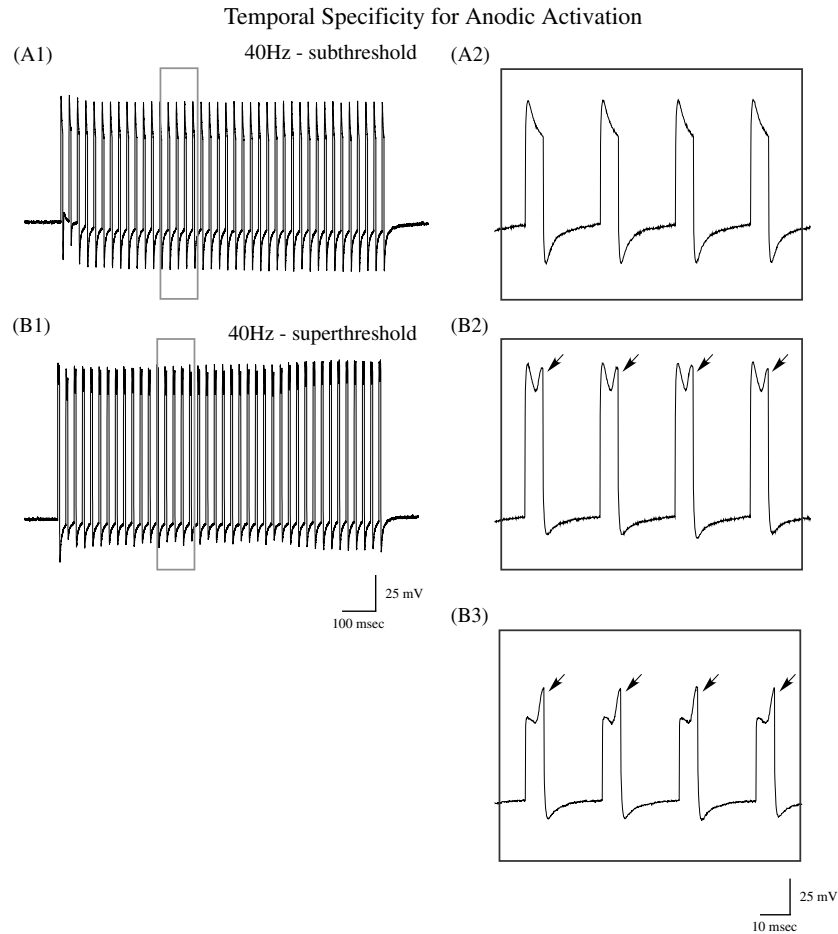 Temporal Specificity for Anodic Activation
(A1)
40Hz - subthreshold
(A2)
(B1)
40Hz - superthreshold
(B2)
25 mV
100 msec
(B3)
25 mV
10 msec